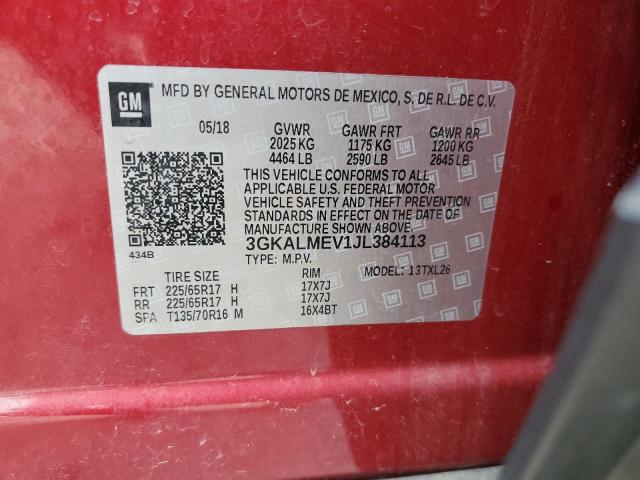 GM MFD BY GENERAL MOTORS DE MEXICO, S. DE R.L. DE C.V.
05/18 GVWR GAWR FRT GAWR RR
2025 KG 1175 KG 1200 KG
4464 LB 2590 LB 2645 LB
THIS VEHICLE CONFORMS TO ALL
APPLICABLE U.S. FEDERAL MOTOR
VEHICLE SAFETY AND THEFT PREVENTION
STANDARDS IN EFFECT ON THE DATE OF
MANUFACTURE SHOWN ABOVE.
434B 3GKALMEV1JL384113
TYPE: M.P.V. MODEL: 13TXL26
TIRE SIZE RIM
FRT 225/65R17 H 17X7J
RR 225/65R17 H 17X7J
SPA T135/70R16 M 16X4BT